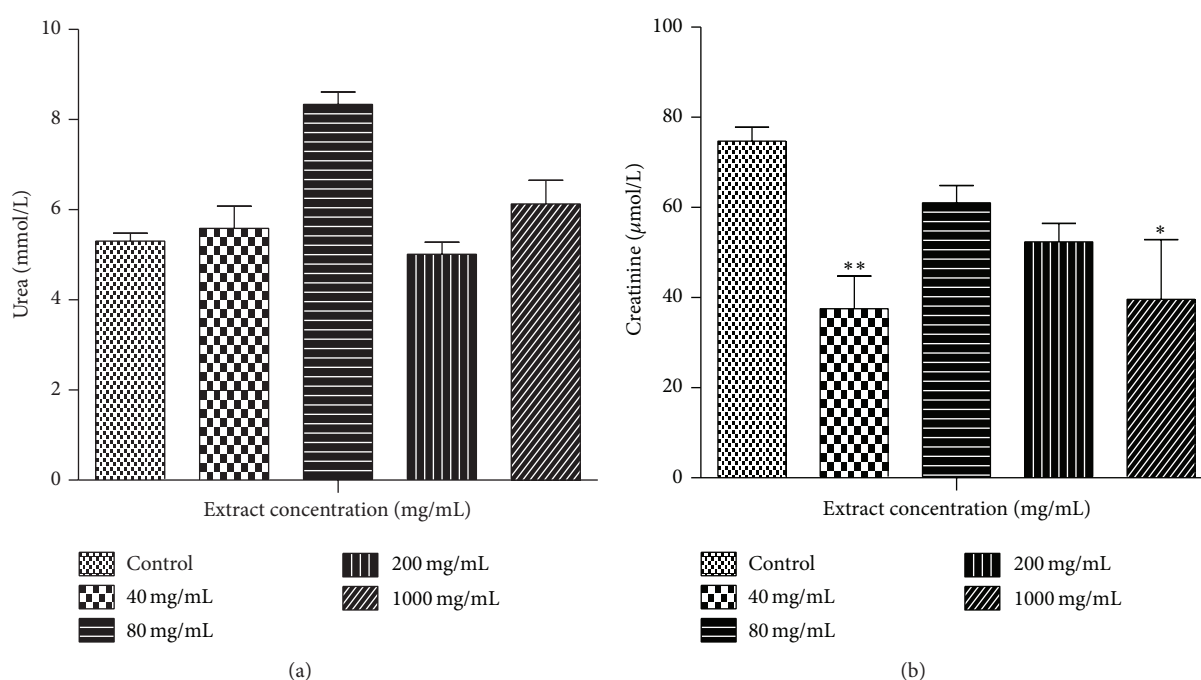 10
8
6
4
2
0
Urea (mmol/L)
Extract concentration (mg/mL)
Control
40 mg/mL
80 mg/mL
200 mg/mL
1000 mg/mL
(a)
100
80
60
40
20
0
Creatinine (μmol/L)
**
*
Extract concentration (mg/mL)
Control
40 mg/mL
80 mg/mL
200 mg/mL
1000 mg/mL
(b)